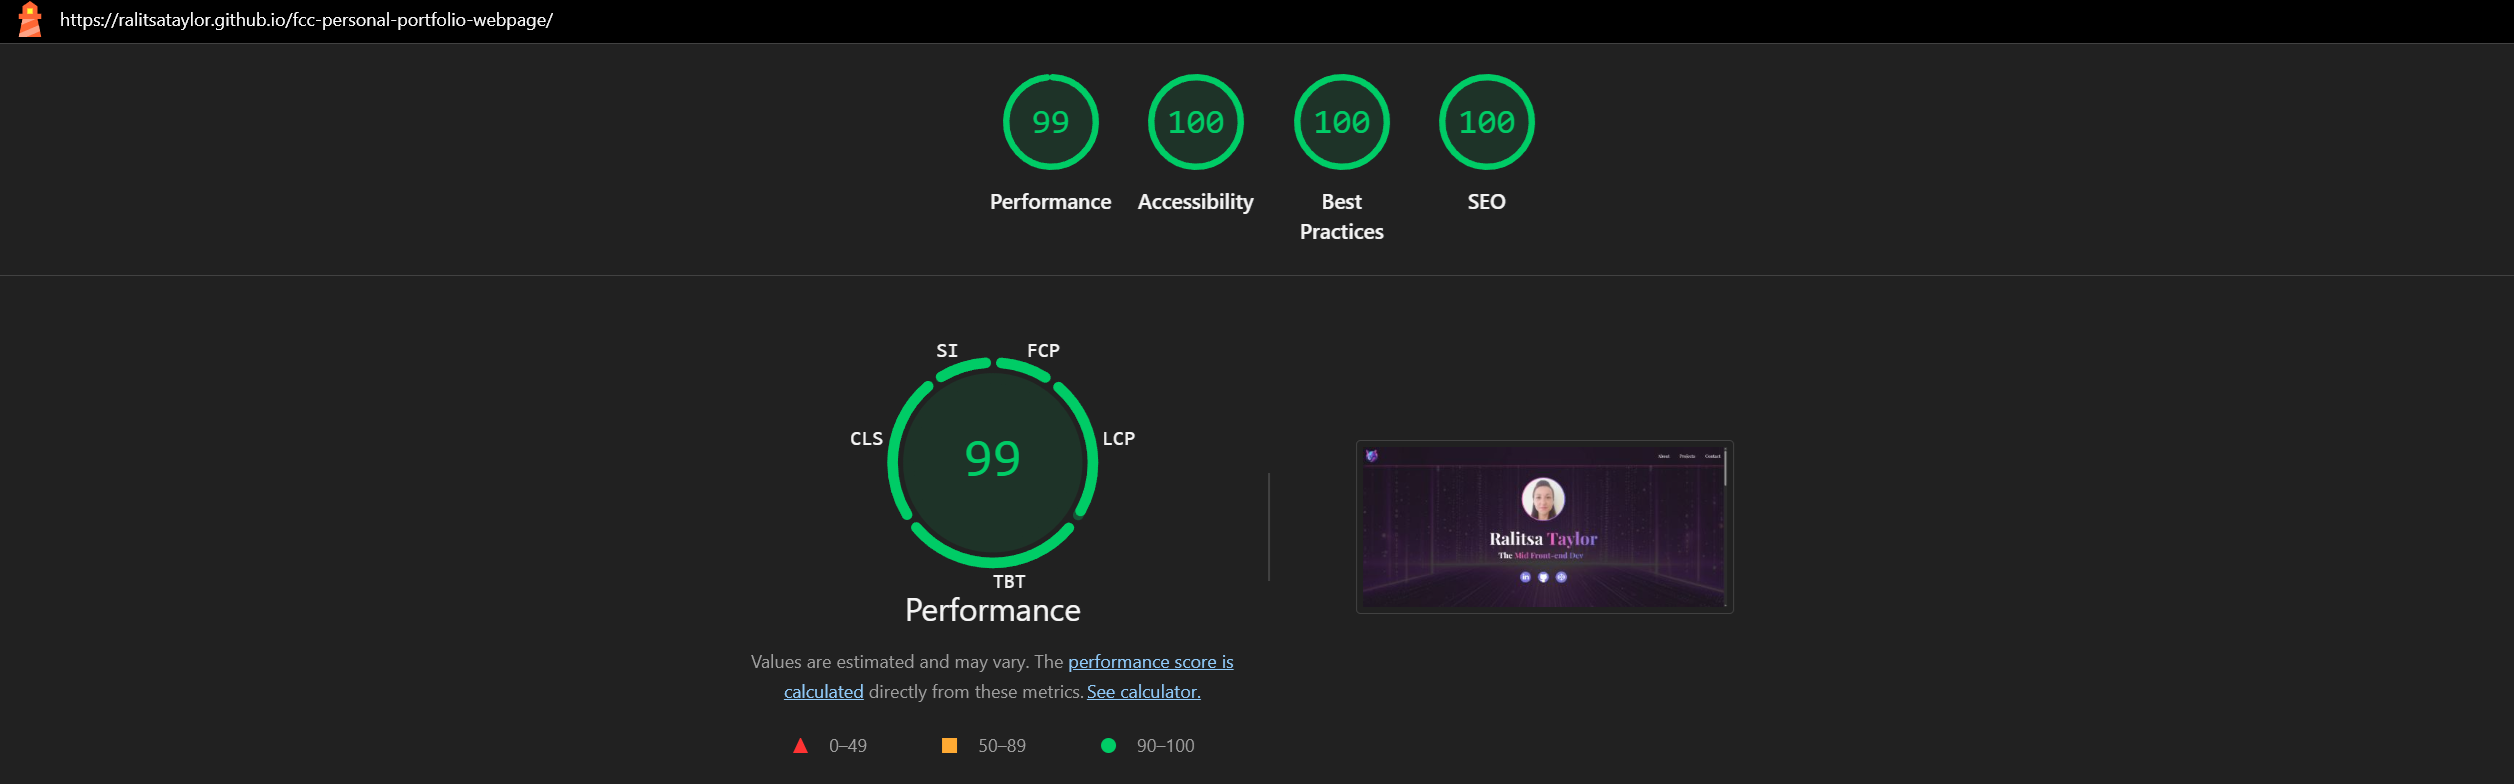 https://ralitsataylor.github.io/fcc-personal-portfolio-webpage/
99
100
100
100
Performance
Accessibility
Best
Practices
SEO
SI
FCP
CLS
LCP
99
TBT
Performance
Values are estimated and may vary. The performance score is
calculated directly from these metrics. See calculator.
0–49
50–89
90–100
About
Projects
Contact
Ralitsa Taylor
The Mid Front-end Dev
in